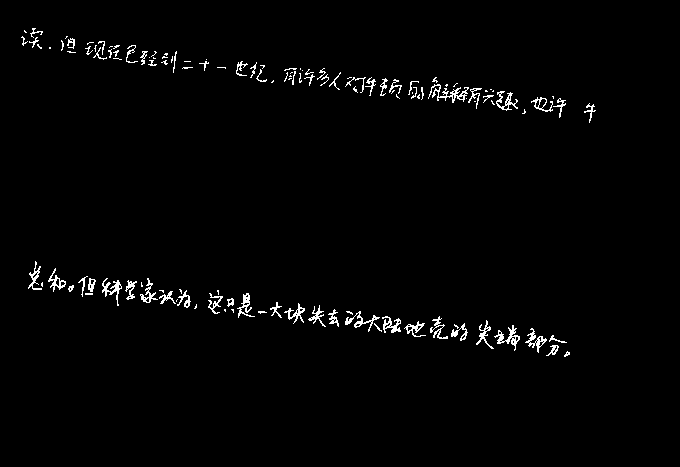 读.但现在已经到二十一世纪,有许多人对牛顿的解释有兴趣,也许 牛
总和。但科学家认为,这只是一大块失去的大陆地壳的尖端部分。